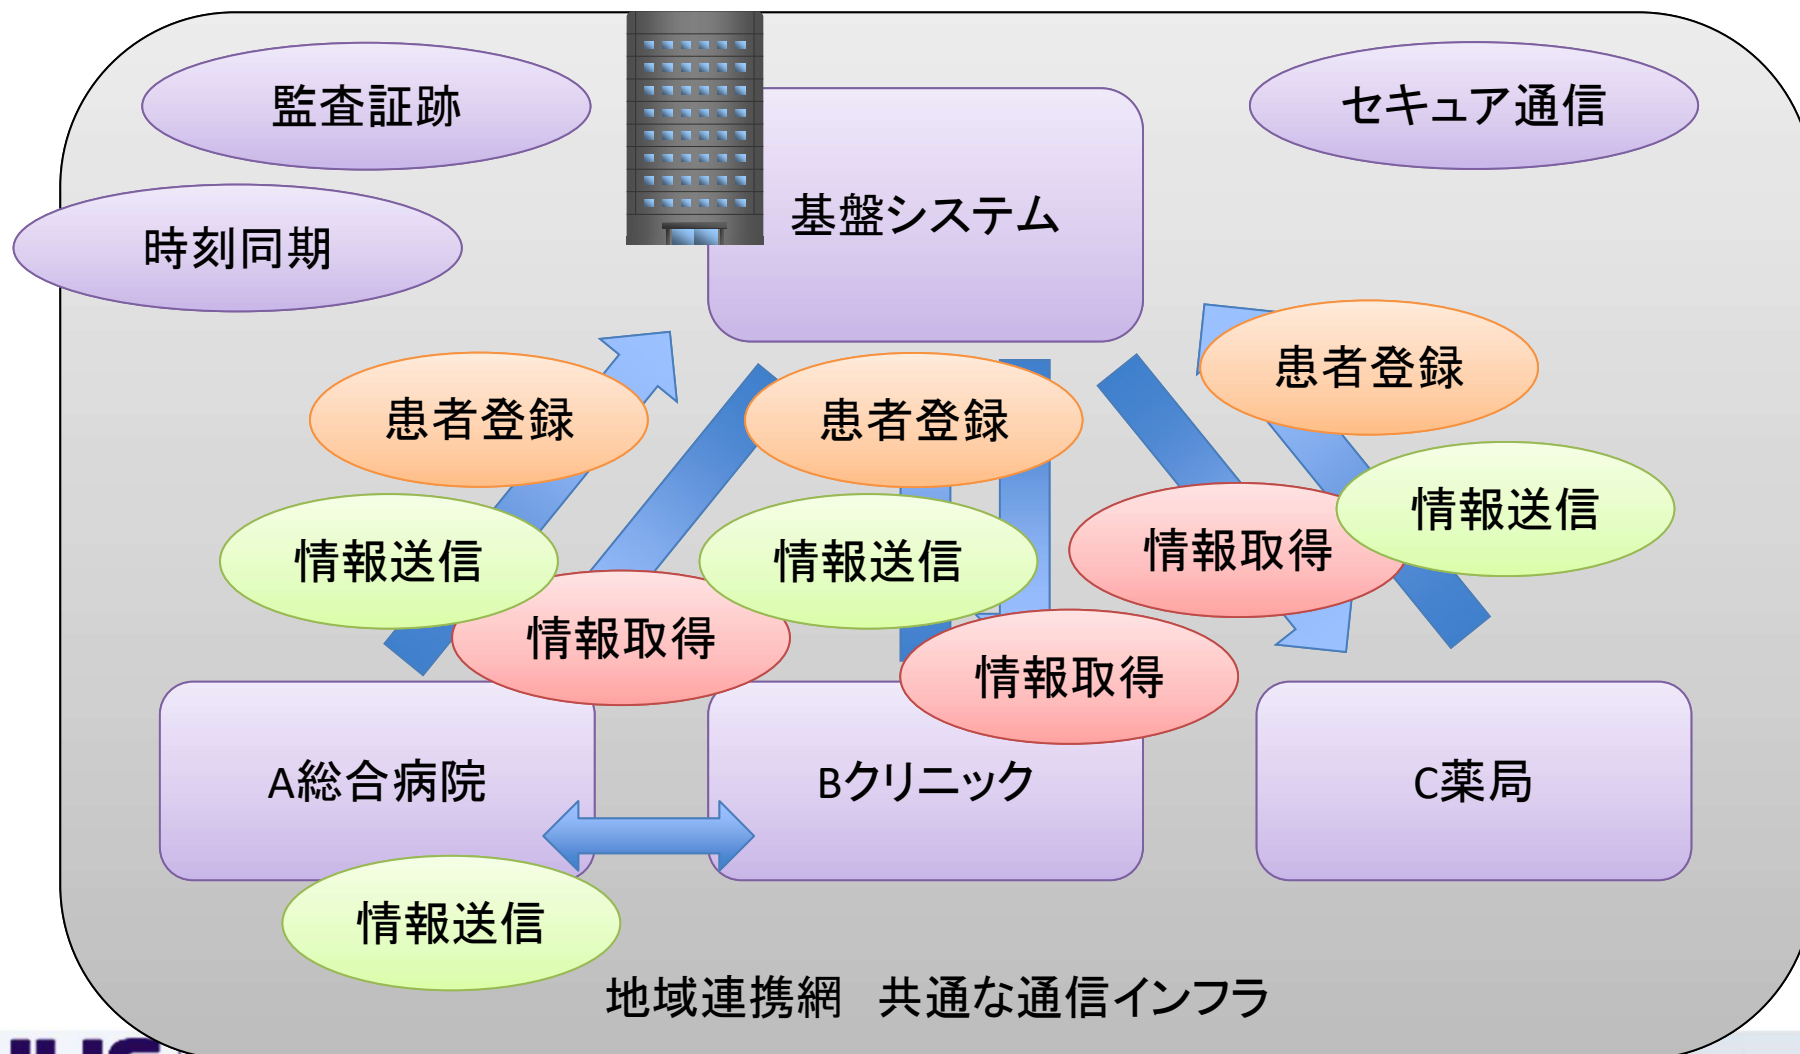 監査証跡
セキュア通信
基盤システム
時刻同期
患者登録
患者登録
患者登録
情報送信
情報送信
情報取得
情報送信
情報取得
情報取得
A総合病院
Bクリニック
C薬局
情報送信
地域連携網　共通な通信インフラ